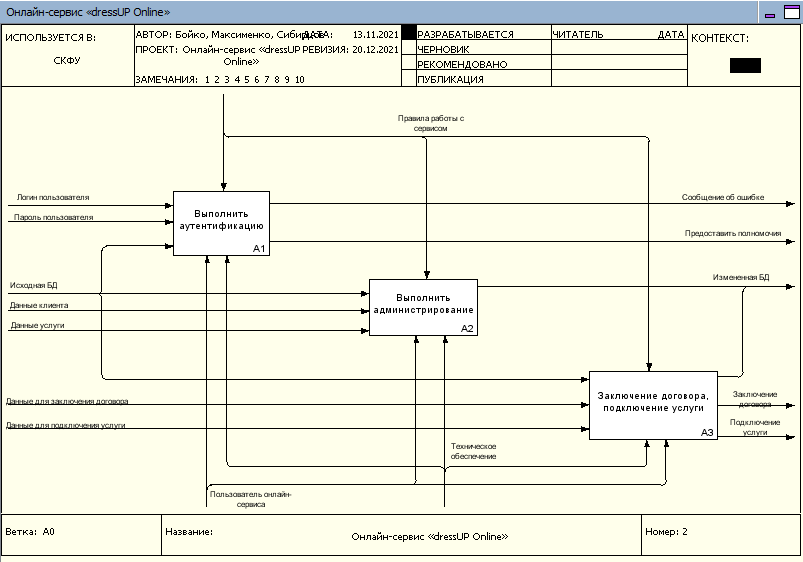 Онлайн-сервис «dressUP Online»
ИСПОЛЬЗУЕТСЯ В:
СКФУ
АВТОР: Бойко, Максименко, Сибир
ДАТА: 13.11.2021
ПРОЕКТ: Онлайн-сервис «dressUP
Online»
РЕВИЗИЯ: 20.12.2021
ЗАМЕЧАНИЯ: 1 2 3 4 5 6 7 8 9 10
РАЗРАБАТЫВАЕТСЯ
ЧЕРНОВИК
РЕКОМЕНДОВАНО
ПУБЛИКАЦИЯ
ЧИТАТЕЛЬ ДАТА
КОНТЕКСТ:
Правила работы с
сервисом
Логин пользователя
Пароль пользователя
Выполнить
аутентификацию
A1
Сообщение об ошибке
Предоставить полномочия
Исходная БД
Данные клиента
Данные услуги
Выполнить
администрирование
A2
Измененная БД
Данные для заключения договора
Данные для подключения услуги
Заключение договора,
подключение услуги
A3
Заключение
договора
Подключение
услуги
Техническое
обеспечение
Пользователь онлайн-
сервиса
Ветка: A0
Название:
Онлайн-сервис «dressUP Online»
Номер: 2